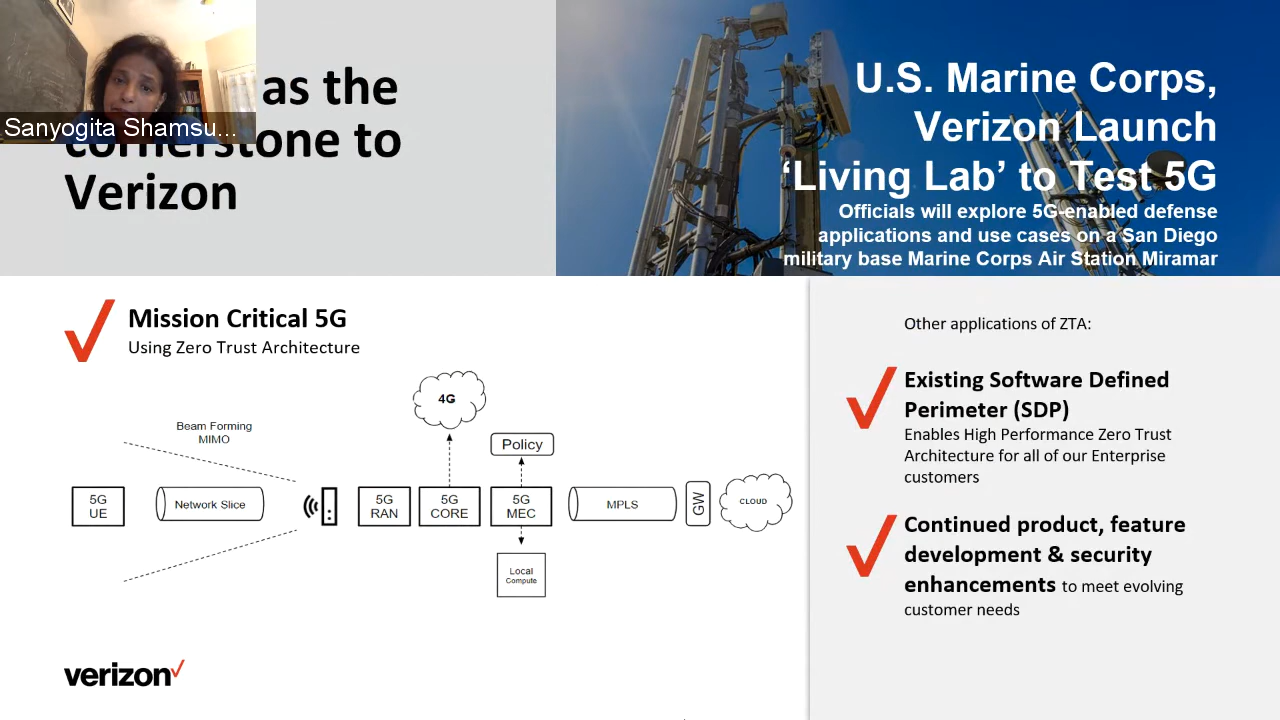 Sanyogita Shamsu...
as the
cornerstone to
Verizon
U.S. Marine Corps,
Verizon Launch
‘Living Lab’ to Test 5G
Officials will explore 5G-enabled defense
applications and use cases on a San Diego
military base Marine Corps Air Station Miramar
Mission Critical 5G
Using Zero Trust Architecture
4G
Beam Forming
MIMO
Policy
5G
UE
Network Slice
5G
RAN
5G
CORE
5G
MEC
MPLS
GW
CLOUD
Local
Compute
Other applications of ZTA:
Existing Software Defined
Perimeter (SDP)
Enables High Performance Zero Trust
Architecture for all of our Enterprise
customers
Continued product, feature
development & security
enhancements to meet evolving
customer needs
verizon